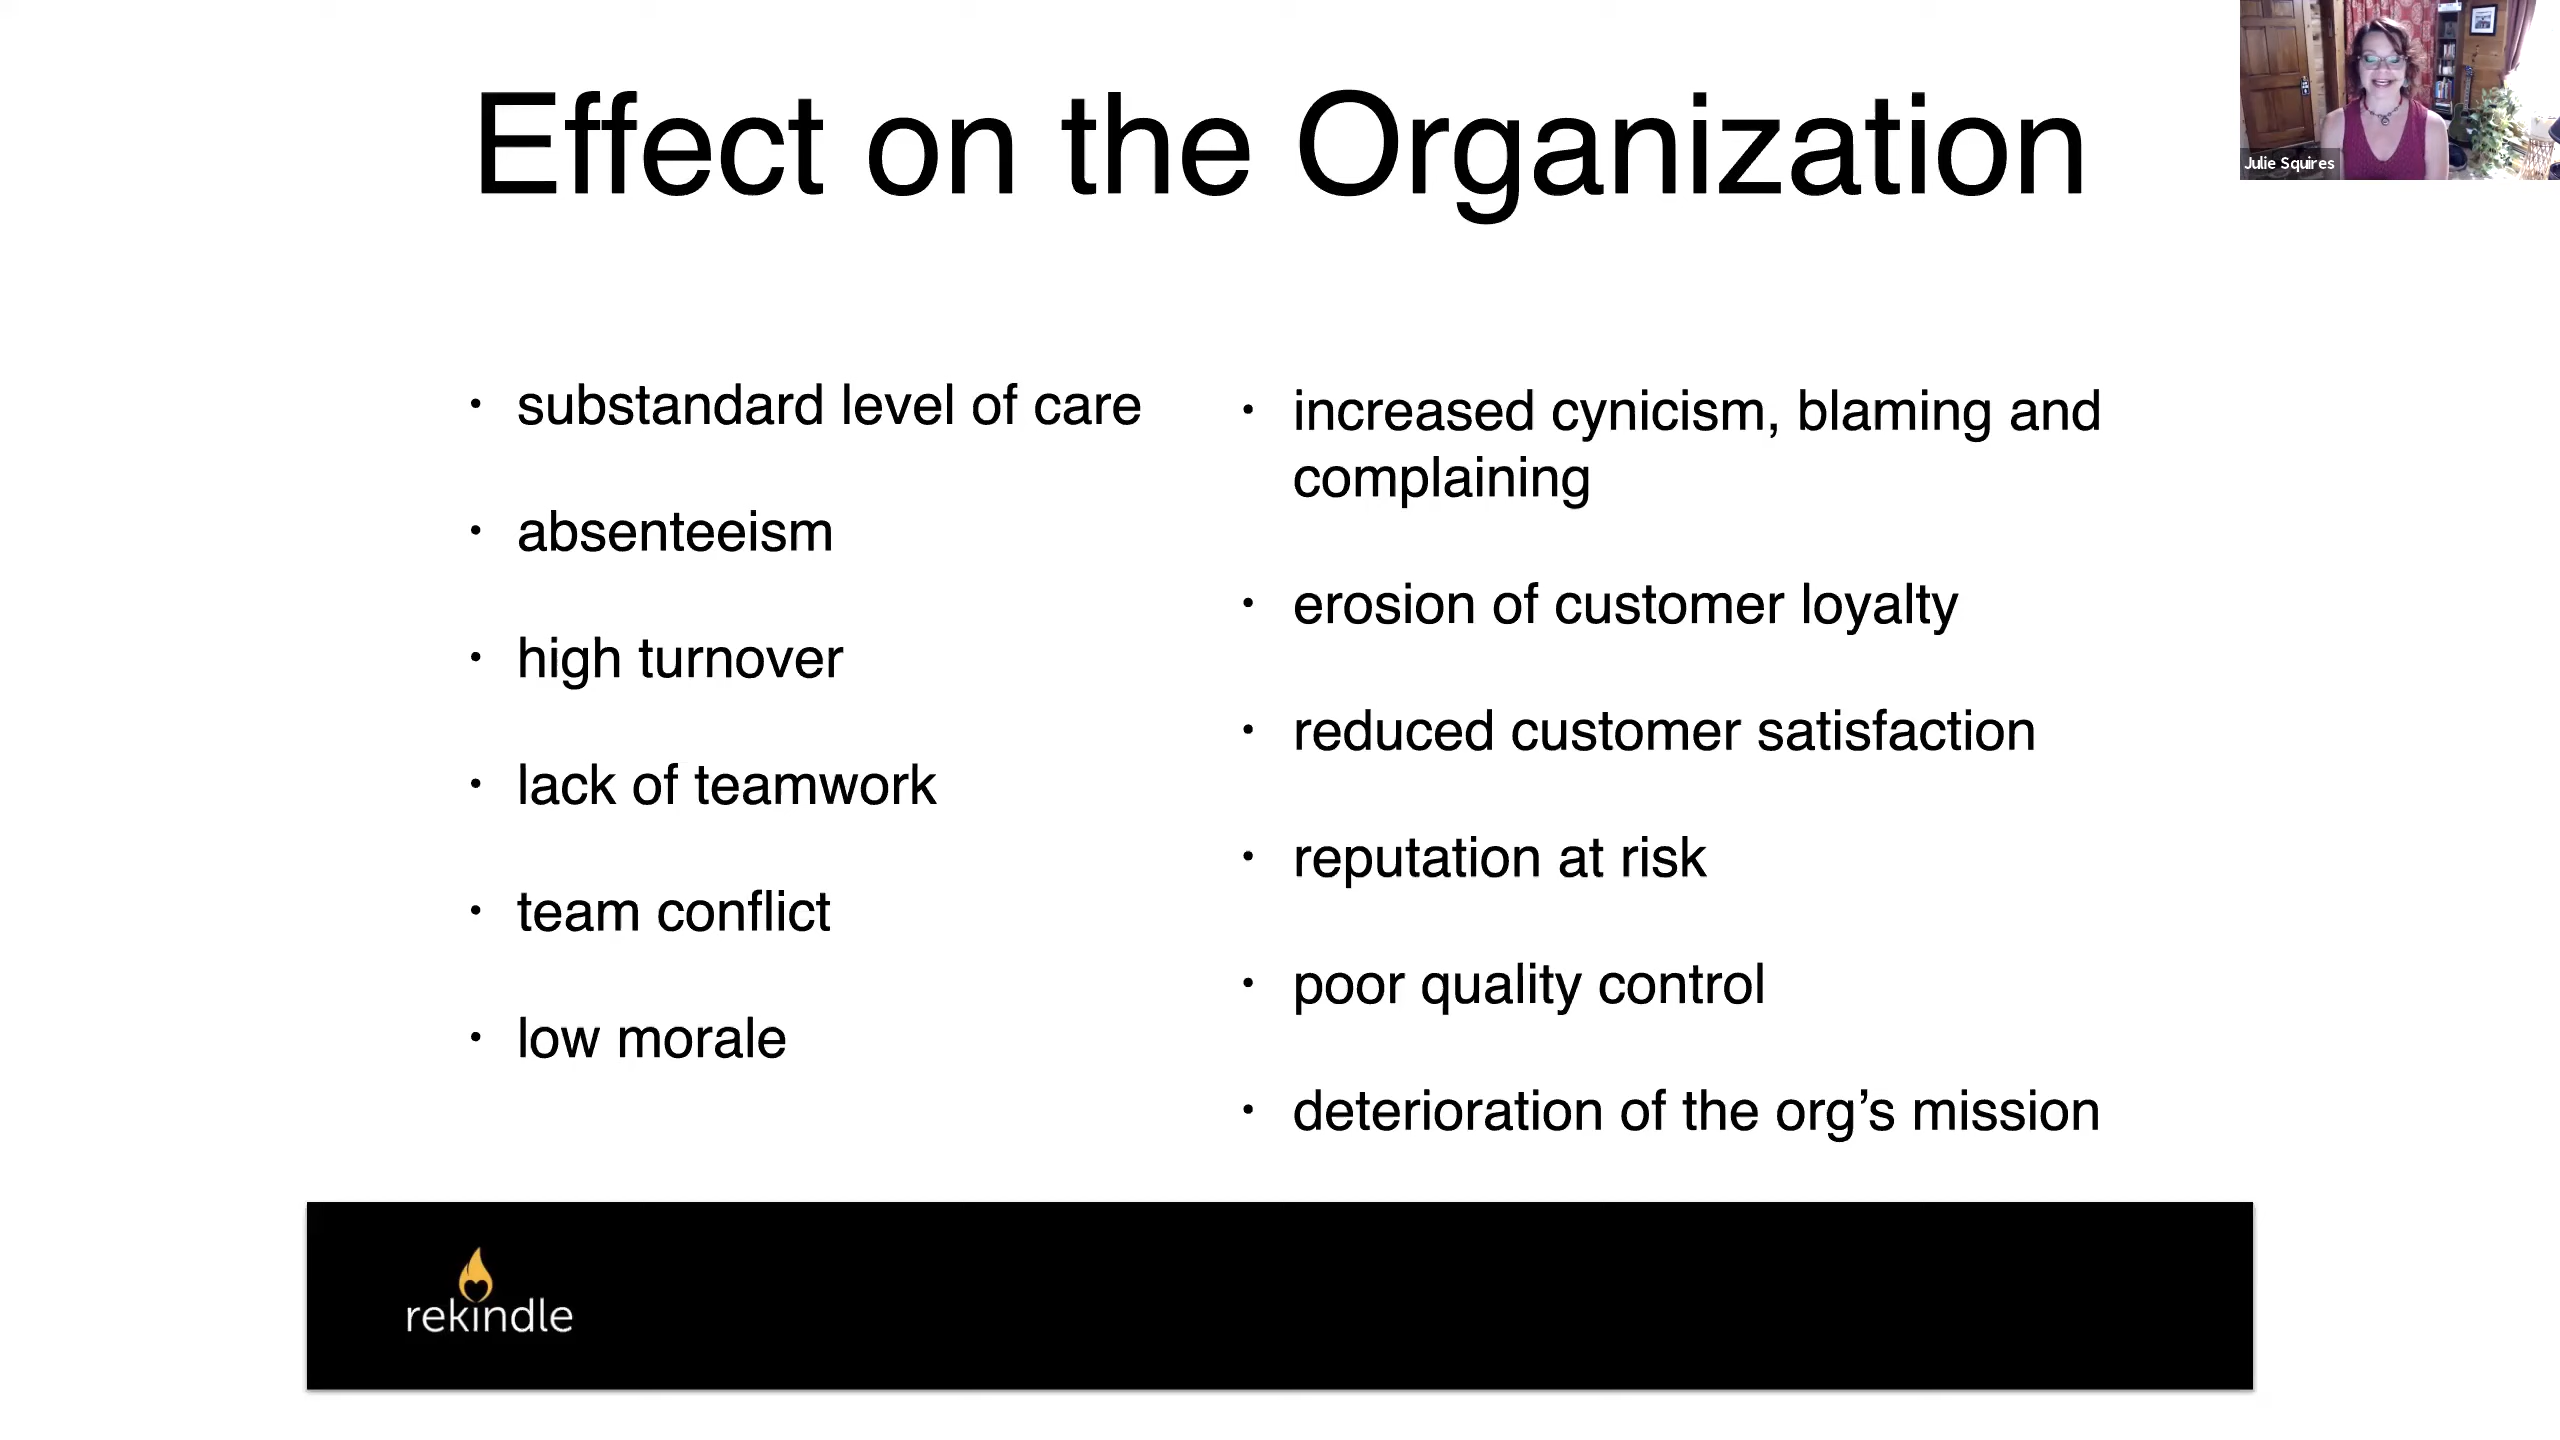 Effect on the Organization
Julie Squires
• substandard level of care
• absenteeism
• high turnover
• lack of teamwork
• team conflict
• low morale
• increased cynicism, blaming and
complaining
• erosion of customer loyalty
• reduced customer satisfaction
• reputation at risk
• poor quality control
• deterioration of the org’s mission
rekindle